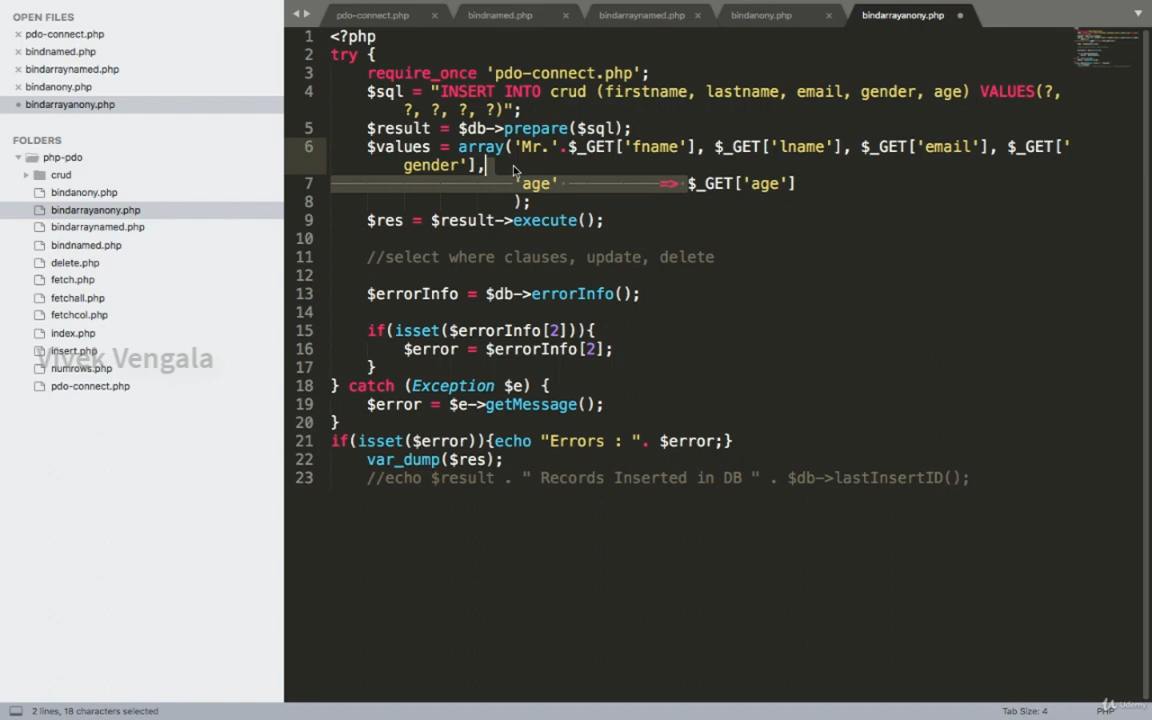 pdo-connect.php × bindnamed.php × bindarraynamed.php × bindanony.php × bindarrayanony.php
OPEN FILES
× pdo-connect.php
× bindnamed.php
× bindarraynamed.php
× bindanony.php
bindarrayanony.php
FOLDERS
php-pdo
crud
bindanony.php
bindarrayanony.php
bindarraynamed.php
bindnamed.php
delete.php
fetch.php
fetchall.php
fetchcol.php
index.php
insert.php
numrows.php
pdo-connect.php
Vivek Vengala
1 <?php
2 try {
3 require_once 'pdo-connect.php';
4 $sql = "INSERT INTO crud (firstname, lastname, email, gender, age) VALUES(?,
?, ?, ?, ?)";
5 $result = $db->prepare($sql);
6 $values = array('Mr.'.$_GET['fname'], $_GET['lname'], $_GET['email'], $_GET['
gender'],
7 'age' => $_GET['age']
8 );
9 $res = $result->execute();
10
11 //select where clauses, update, delete
12
13 $errorInfo = $db->errorInfo();
14
15 if(isset($errorInfo[2])){
16 $error = $errorInfo[2];
17 }
18 } catch (Exception $e) {
19 $error = $e->getMessage();
20 }
21 if(isset($error)){echo "Errors : ". $error;}
22 var_dump($res);
23 //echo $result . " Records Inserted in DB " . $db->lastInsertID();
2 lines, 18 characters selected
Tab Size: 4
PHP
Udemy